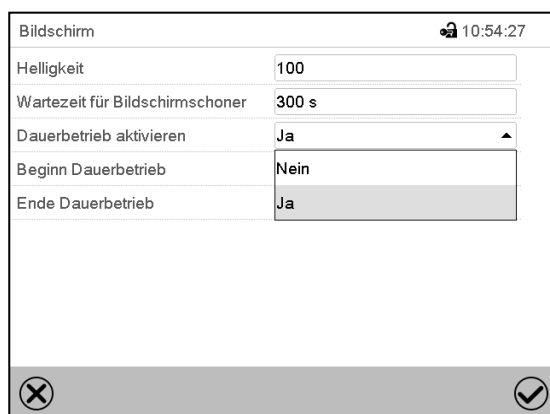 Bildschirm 10:54:27
Helligkeit 100
Wartezeit für Bildschirmschoner 300 s
Dauerbetrieb aktivieren Ja
Beginn Dauerbetrieb Nein
Ende Dauerbetrieb Ja